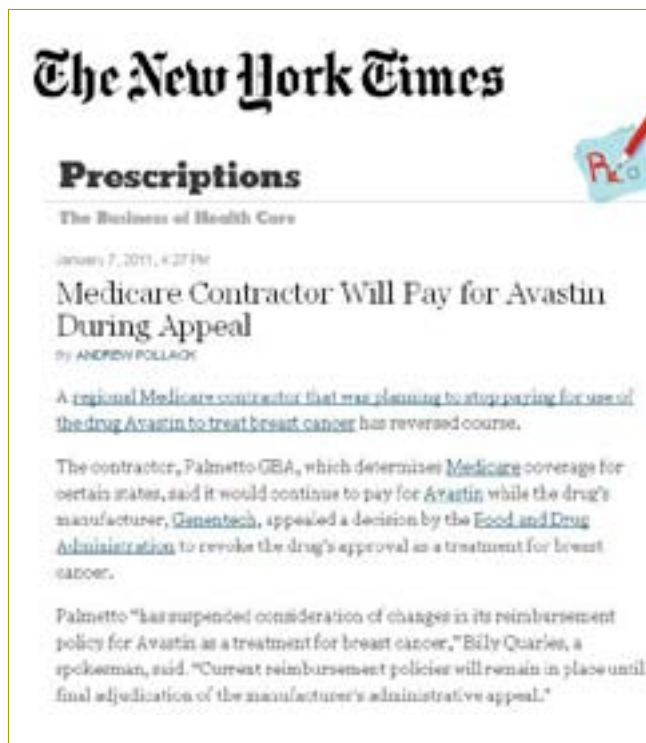 The New York Times
Prescriptions
The Business of Health Care
January 7, 2011, 4:27 PM
Medicare Contractor Will Pay for Avastin
During Appeal
By ANDREW POLLACK
A regional Medicare contractor that was planning to stop paying for use of
the drug Avastin to treat breast cancer has reversed course.
The contractor, Palmetto GBA, which determines Medicare coverage for
certain states, said it would continue to pay for Avastin while the drug's
manufacturer, Genentech, appealed a decision by the Food and Drug
Administration to revoke the drug's approval as a treatment for breast
cancer.
Palmetto "has suspended consideration of changes in its reimbursement
policy for Avastin as a treatment for breast cancer," Billy Quarles, a
spokesman, said. "Current reimbursement policies will remain in place until
final adjudication of the manufacturer's administrative appeal."